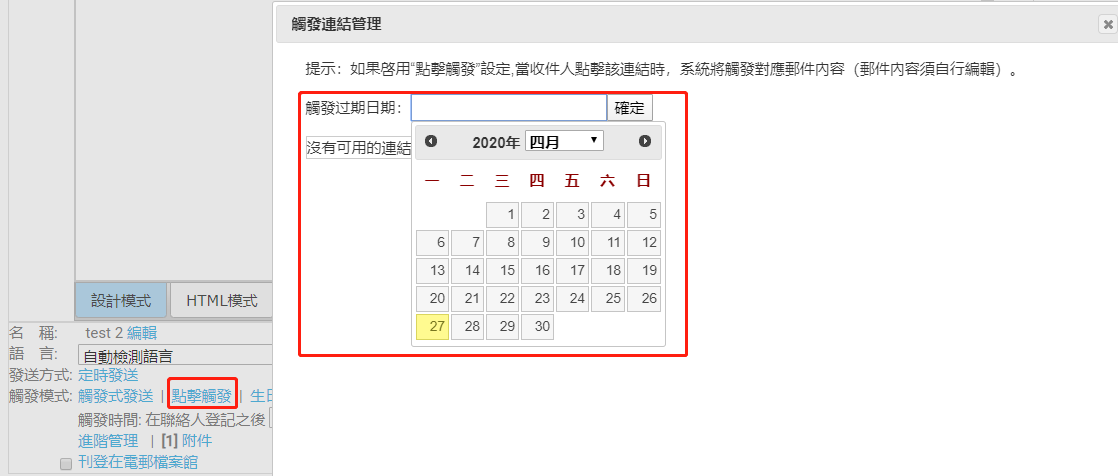 觸發連結管理
提示：如果啓用“點擊觸發”設定,當收件人點擊該連結時，系統將觸發對應郵件內容（郵件內容須自行編輯）。
觸發过期日期： 確定
沒有可用的連結
2020年 四月
一 二 三 四 五 六 日
1 2 3 4 5
6 7 8 9 10 11 12
13 14 15 16 17 18 19
20 21 22 23 24 25 26
27 28 29 30
設計模式 HTML模式
名 稱: test 2 編輯
語 言: 自動檢測語言
發送方式: 定時發送
觸發模式: 觸發式發送 | 點擊觸發 | 生日
觸發時間: 在聯絡人登記之後
進階管理 | [1] 附件
刊登在電郵檔案館